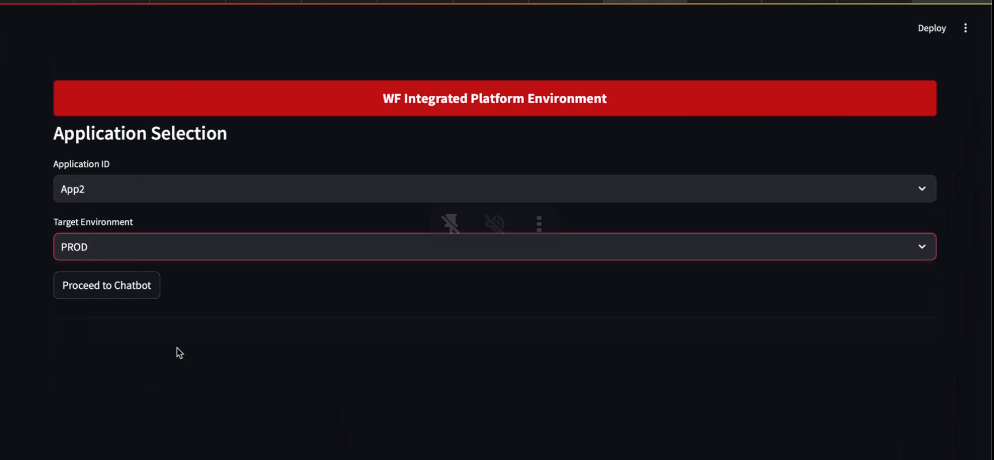 Deploy
WF Integrated Platform Environment
Application Selection
Application ID
App2
Target Environment
PROD
Proceed to Chatbot